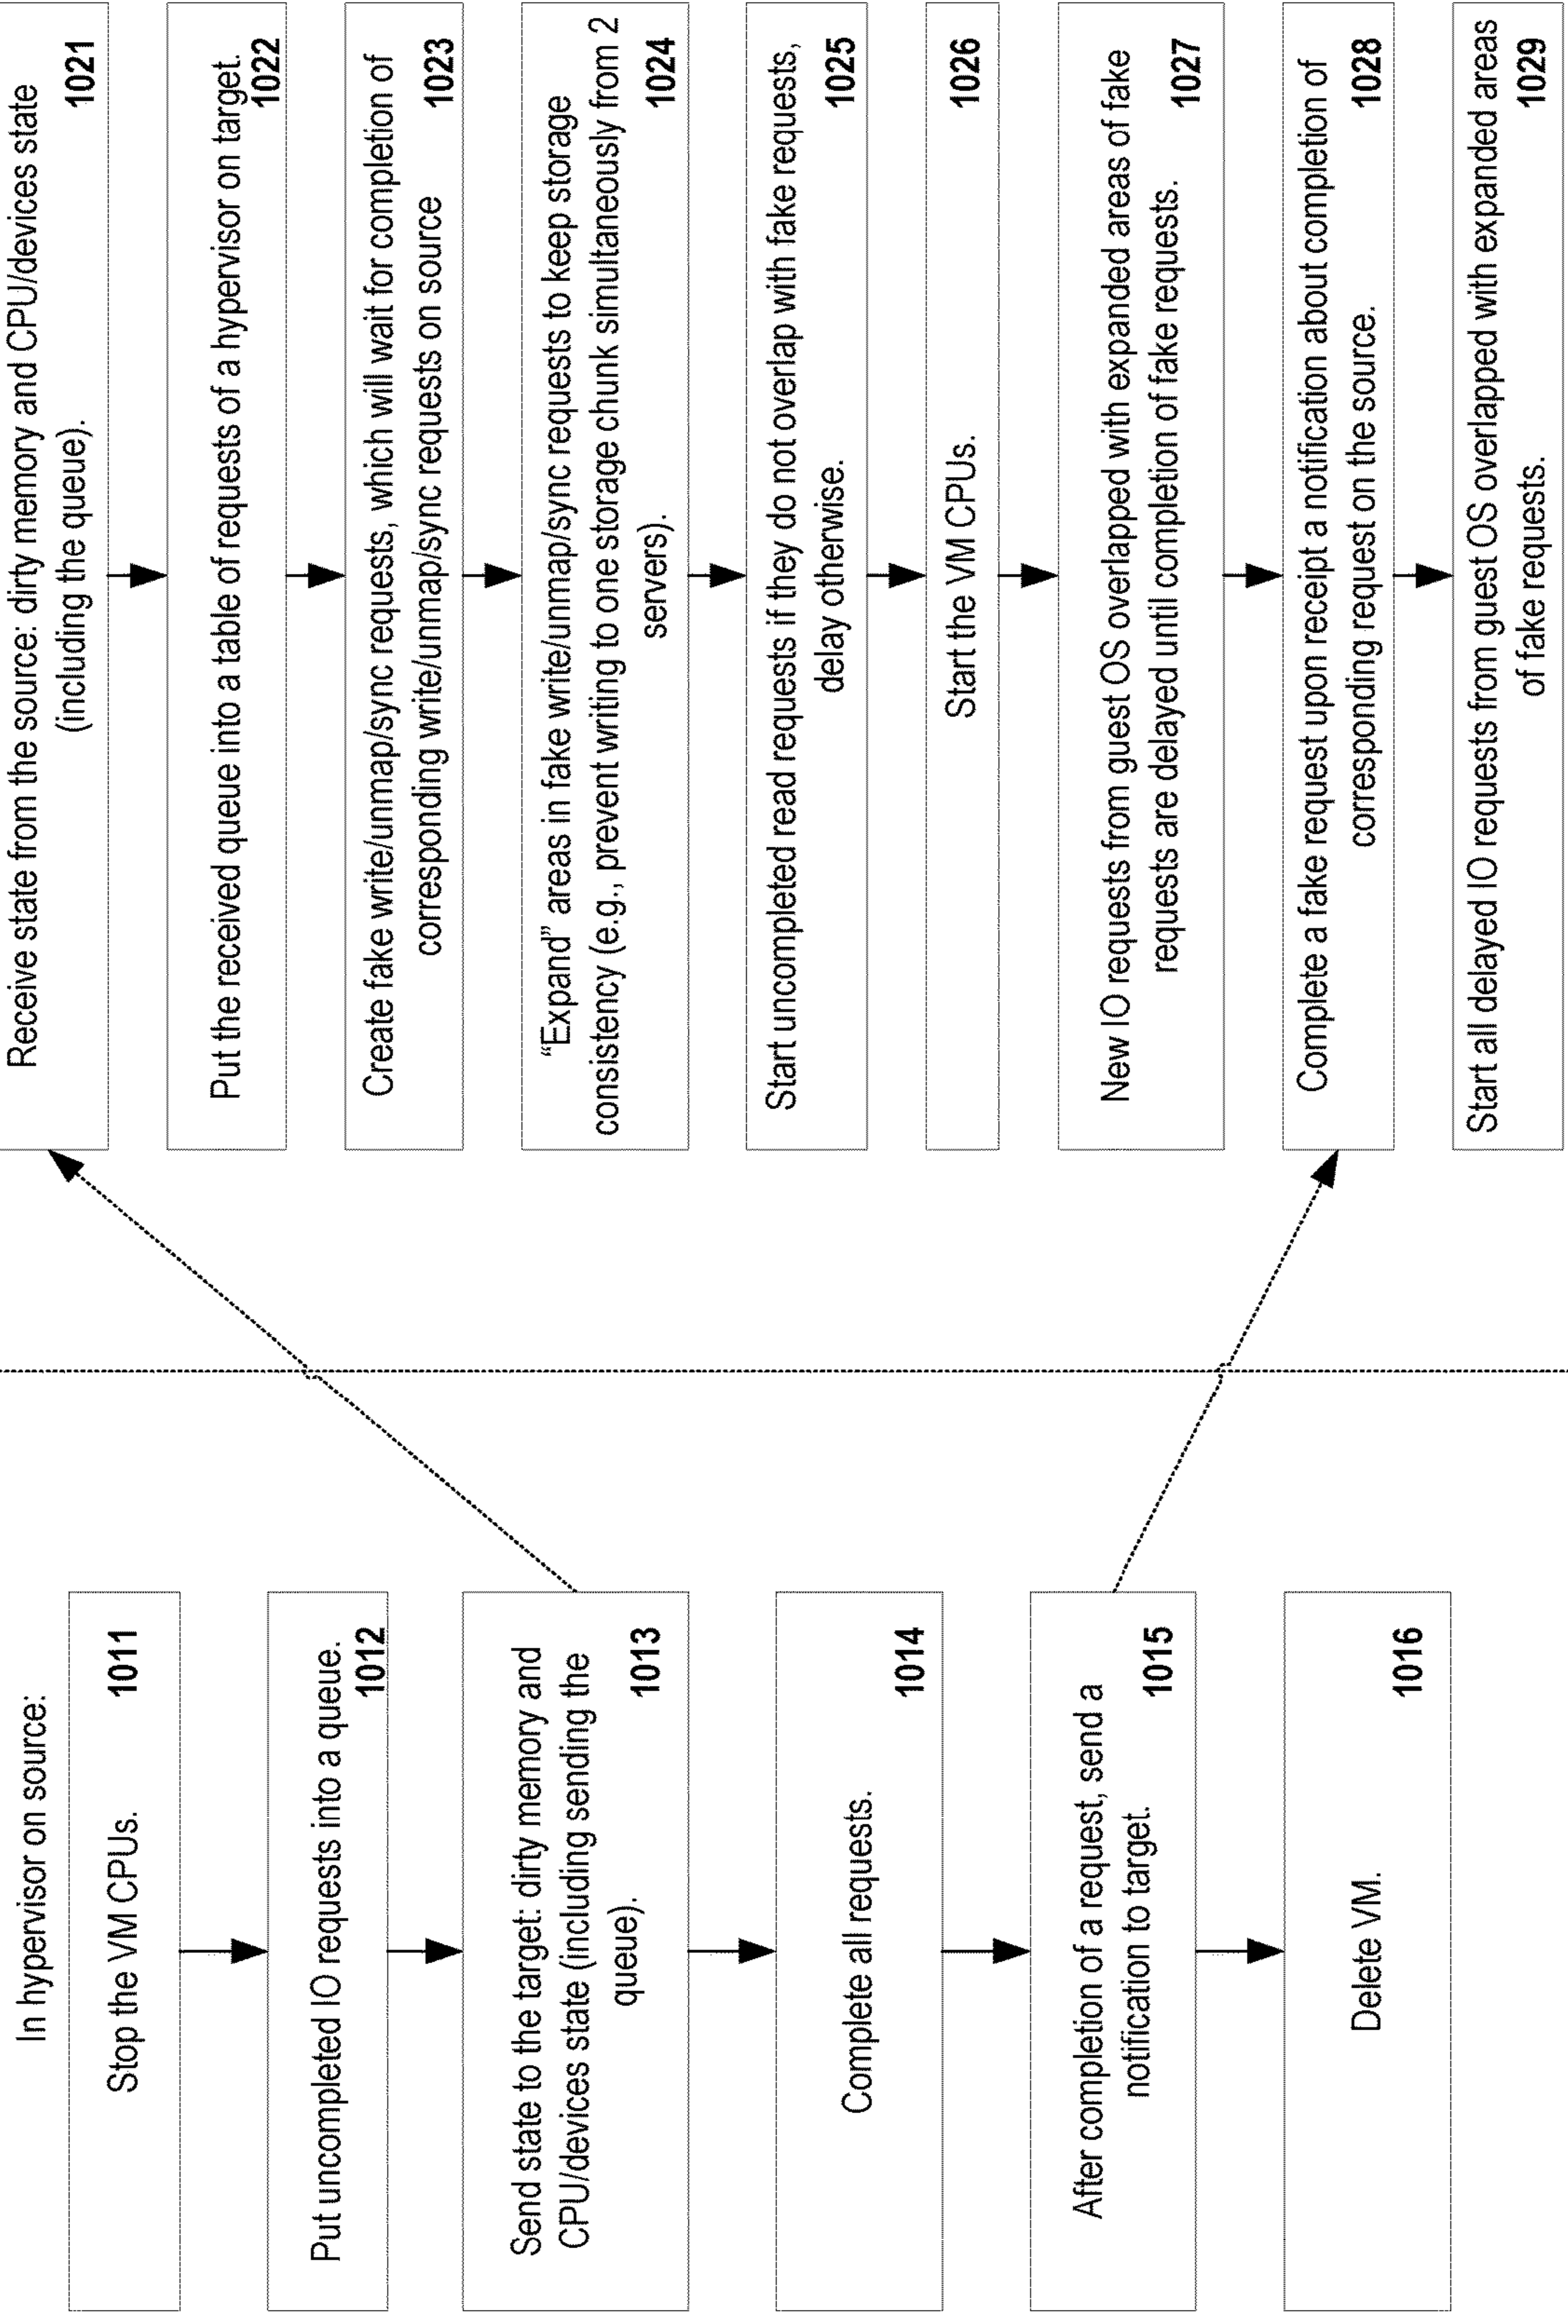 In hypervisor on source:
Stop the VM CPUs.
1011
Put uncompleted IO requests into a queue.
1012
Send state to the target: dirty memory and
CPU/devices state (including sending the
queue).
1013
Complete all requests.
1014
After completion of a request, send a
notification to target.
1015
Delete VM.
1016
Receive state from the source: dirty memory and CPU/devices state
(including the queue).
1021
Put the received queue into a table of requests of a hypervisor on target.
1022
Create fake write/unmap/sync requests, which will wait for completion of
corresponding write/unmap/sync requests on source
1023
“Expand” areas in fake write/unmap/sync requests to keep storage
consistency (e.g., prevent writing to one storage chunk simultaneously from 2
servers).
1024
Start uncompleted read requests if they do not overlap with fake requests,
delay otherwise.
1025
Start the VM CPUs.
1026
New IO requests from guest OS overlapped with expanded areas of fake
requests are delayed until completion of fake requests.
1027
Complete a fake request upon receipt a notification about completion of
corresponding request on the source.
1028
Start all delayed IO requests from guest OS overlapped with expanded areas
of fake requests.
1029